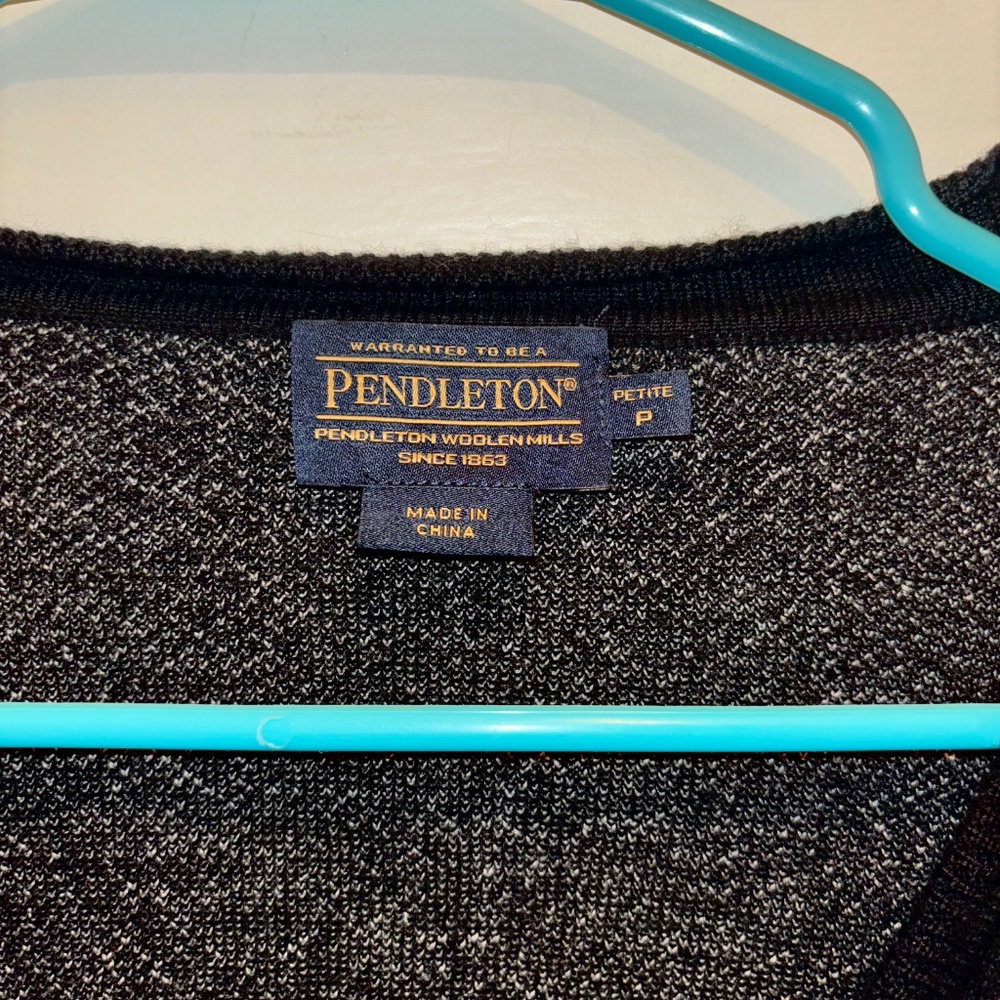 WARRANTED TO BE A
PENDLETON®
PENDLETON WOOLEN MILLS
SINCE 1863
PETITE
P
MADE IN
CHINA